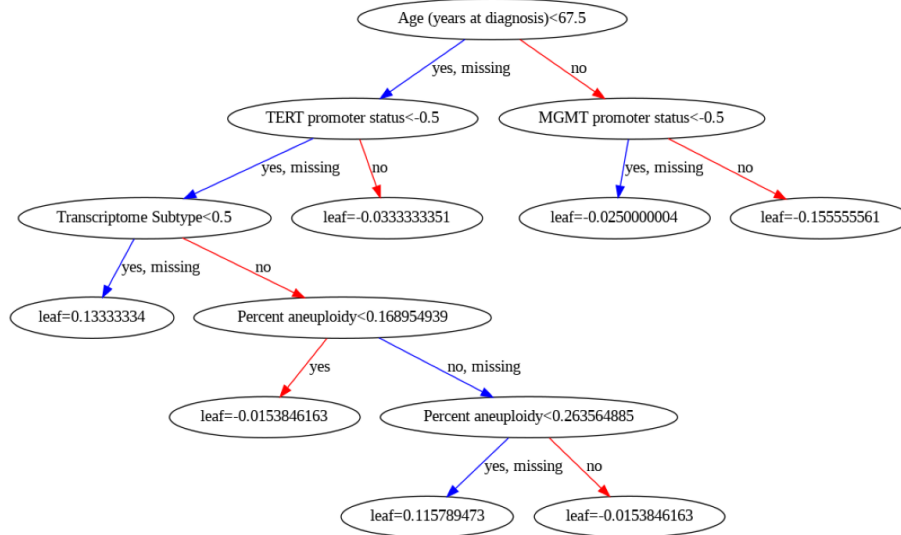 Age (years at diagnosis)<67.5
yes, missing
no
TERT promoter status<-0.5
MGMT promoter status<-0.5
yes, missing
no
yes, missing
no
Transcriptome Subtype<0.5
leaf=-0.0333333351
leaf=-0.0250000004
leaf=-0.155555561
yes, missing
no
leaf=0.13333334
Percent aneuploidy<0.168954939
yes
no, missing
leaf=-0.0153846163
Percent aneuploidy<0.263564885
yes, missing
no
leaf=0.115789473
leaf=-0.0153846163